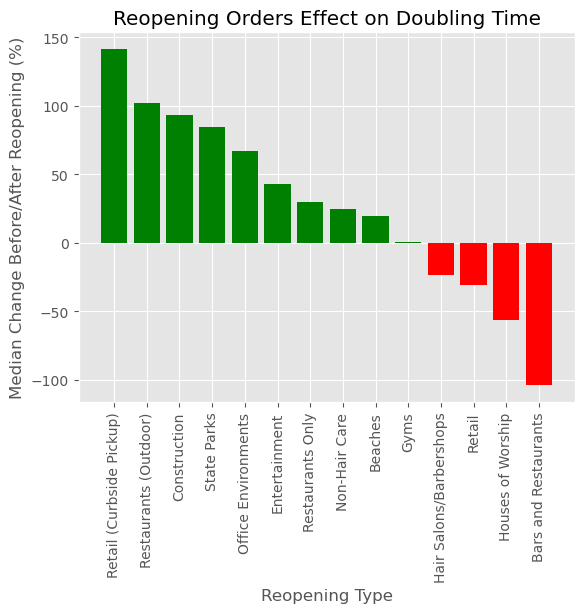 Reopening Orders Effect on Doubling Time
Median Change Before/After Reopening (%)
150
100
50
0
−50
−100
Retail (Curbside Pickup)
Restaurants (Outdoor)
Construction
State Parks
Office Environments
Entertainment
Restaurants Only
Non-Hair Care
Beaches
Gyms
Hair Salons/Barbershops
Retail
Houses of Worship
Bars and Restaurants
Reopening Type